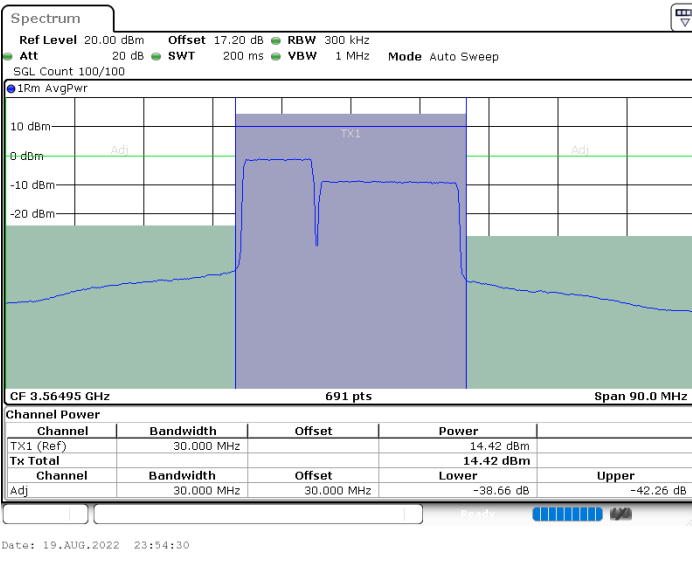 Spectrum
Ref Level 20.00 dBm Offset 17.20 dB RBW 300 kHz
Att 20 dB SWT 200 ms VBW 1 MHz Mode Auto Sweep
SGL Count 100/100
1Rm AvgPwr
10 dBm
TX1
Adj Adj
0 dBm
-10 dBm
-20 dBm
CF 3.56495 GHz 691 pts Span 90.0 MHz
Channel Power
Channel Bandwidth Offset Power
TX1 (Ref) 30.000 MHz 14.42 dBm
Tx Total 14.42 dBm
Channel Bandwidth Offset Lower Upper
Adj 30.000 MHz 30.000 MHz -38.66 dB -42.26 dB
Ready
Date: 19.AUG.2022 23:54:30